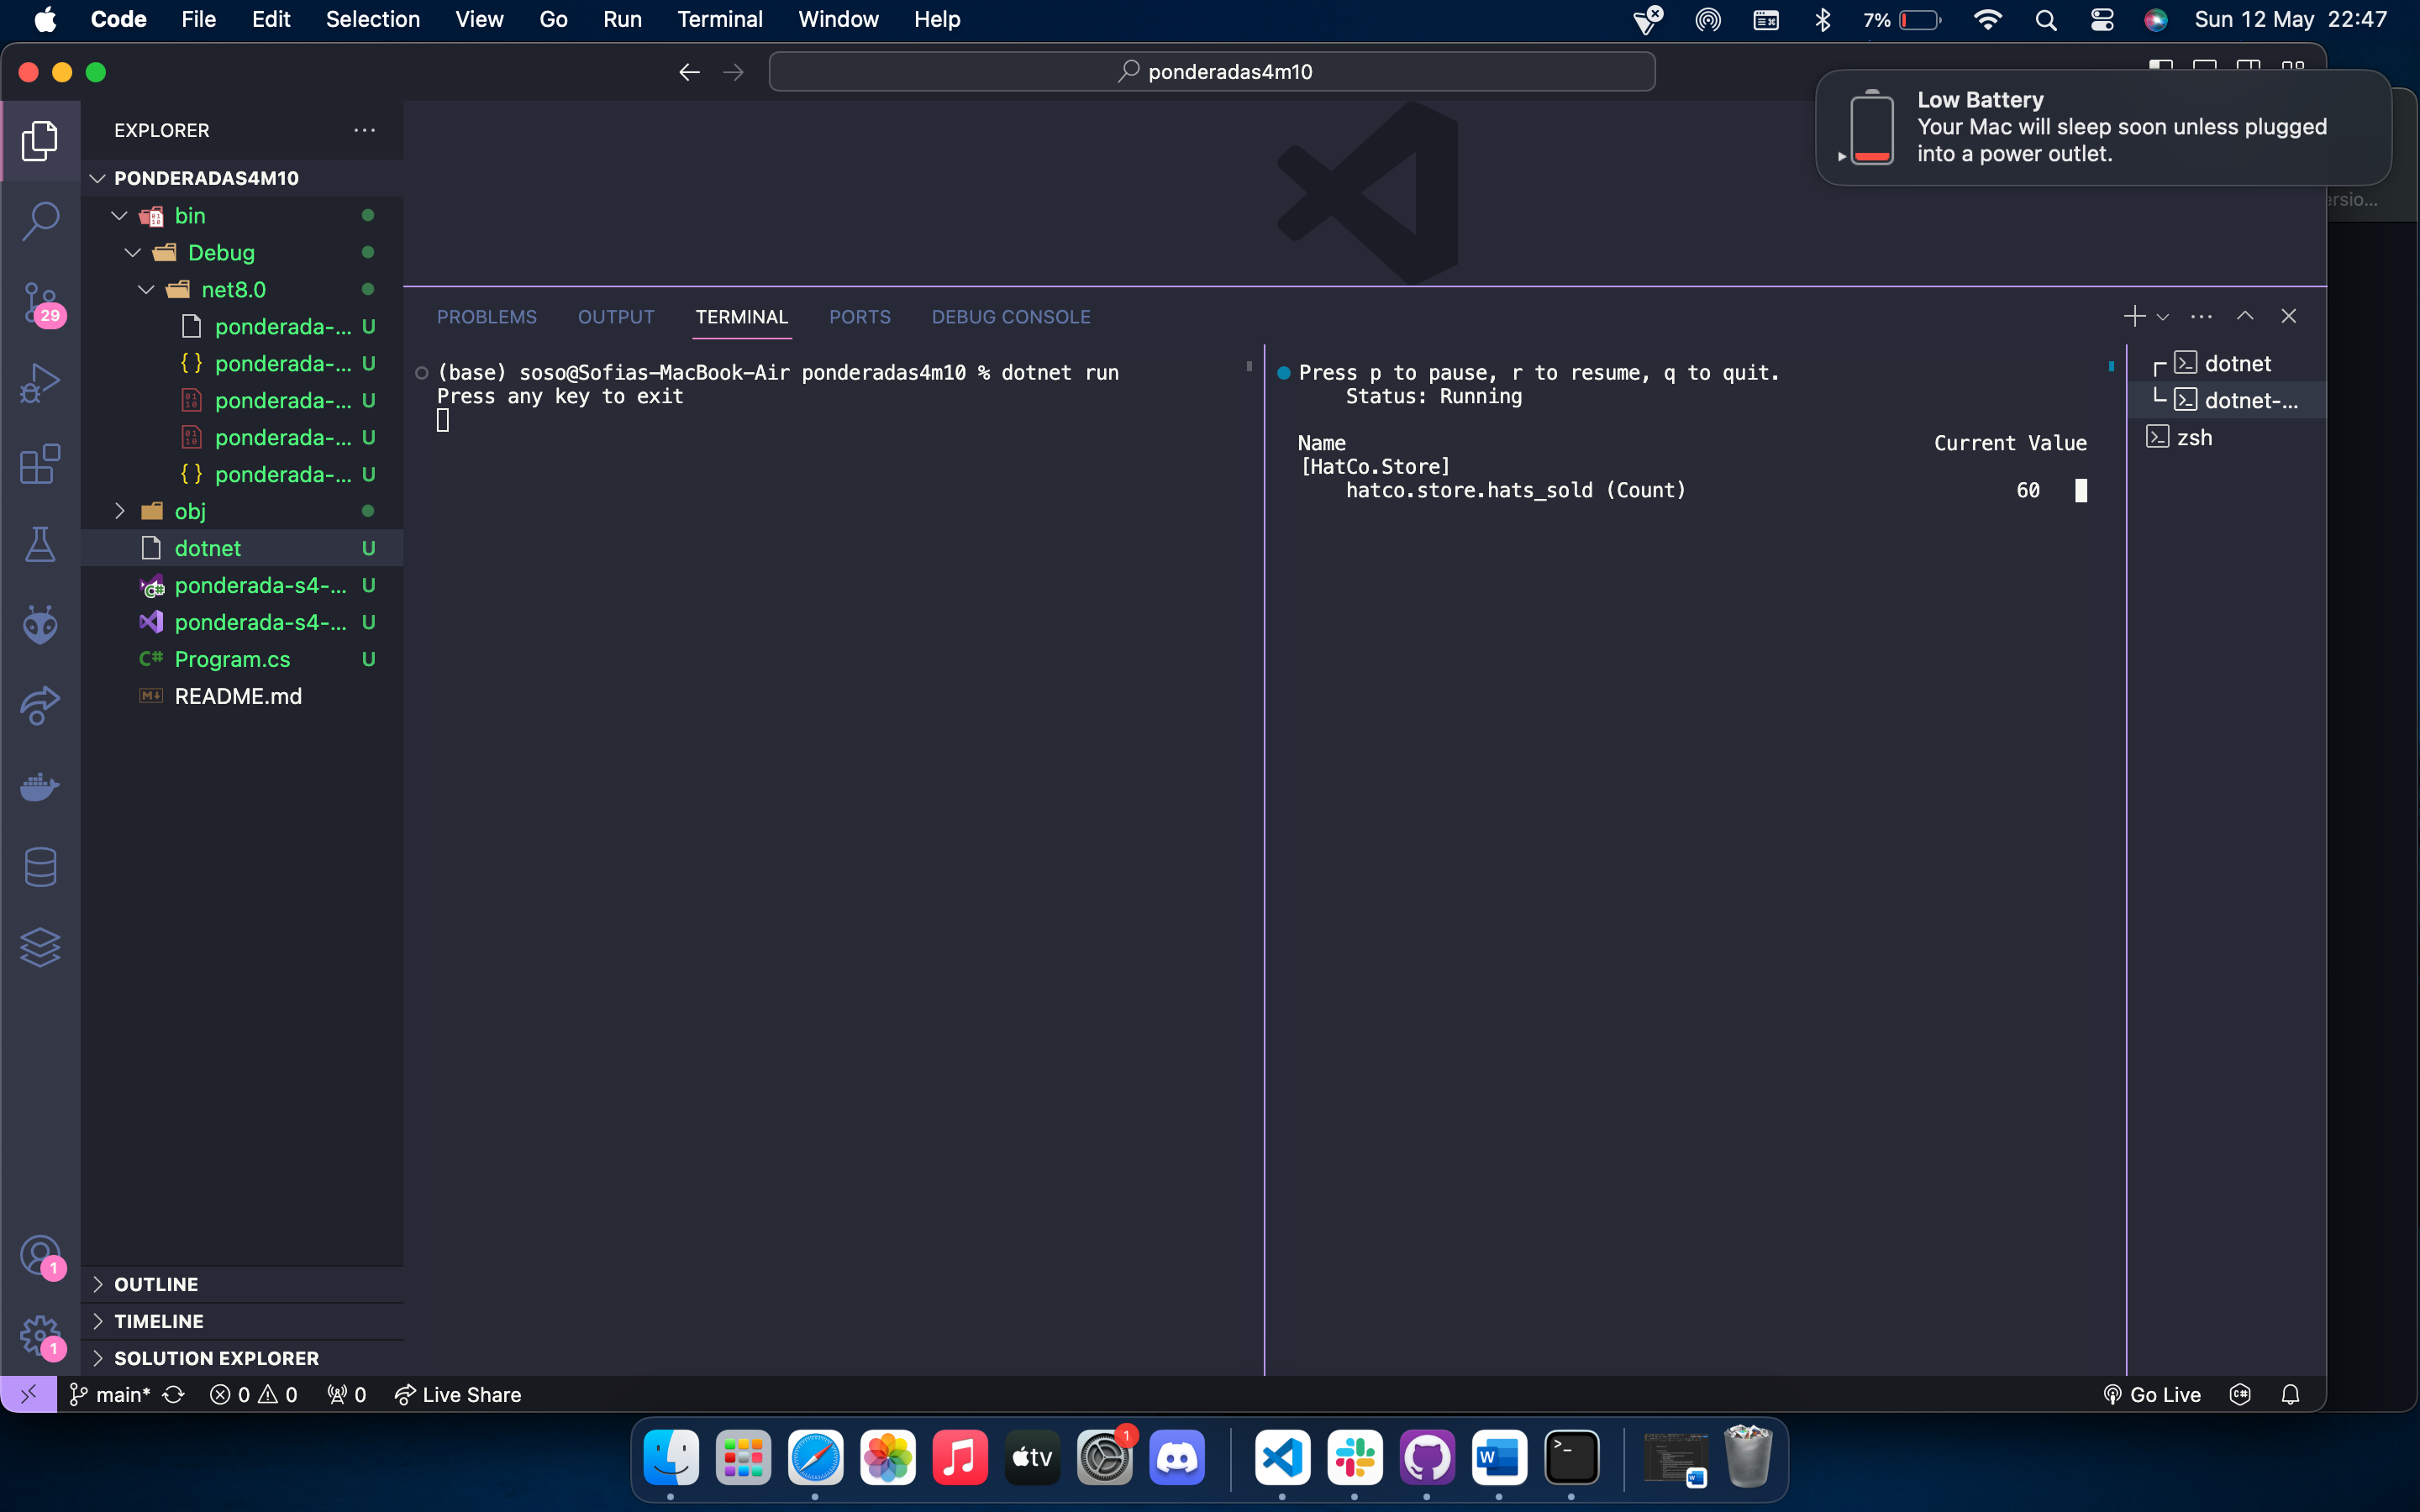 Code File Edit Selection View Go Run Terminal Window Help 7% Sun 12 May 22:47
ponderadas4m10
Low Battery
Your Mac will sleep soon unless plugged
into a power outlet.
EXPLORER
PONDERADAS4M10
bin
Debug
net8.0
ponderada-... U
{ } ponderada-... U
ponderada-... U
ponderada-... U
{ } ponderada-... U
obj
dotnet U
ponderada-s4-... U
ponderada-s4-... U
C# Program.cs U
README.md
OUTLINE
TIMELINE
SOLUTION EXPLORER
29
1
1
PROBLEMS OUTPUT TERMINAL PORTS DEBUG CONSOLE
(base) soso@Sofias-MacBook-Air ponderadas4m10 % dotnet run
Press any key to exit
Press p to pause, r to resume, q to quit.
Status: Running
Name Current Value
[HatCo.Store]
hatco.store.hats_sold (Count) 60
dotnet
dotnet-...
zsh
main* 0 0 0 Live Share Go Live
tv
1
W